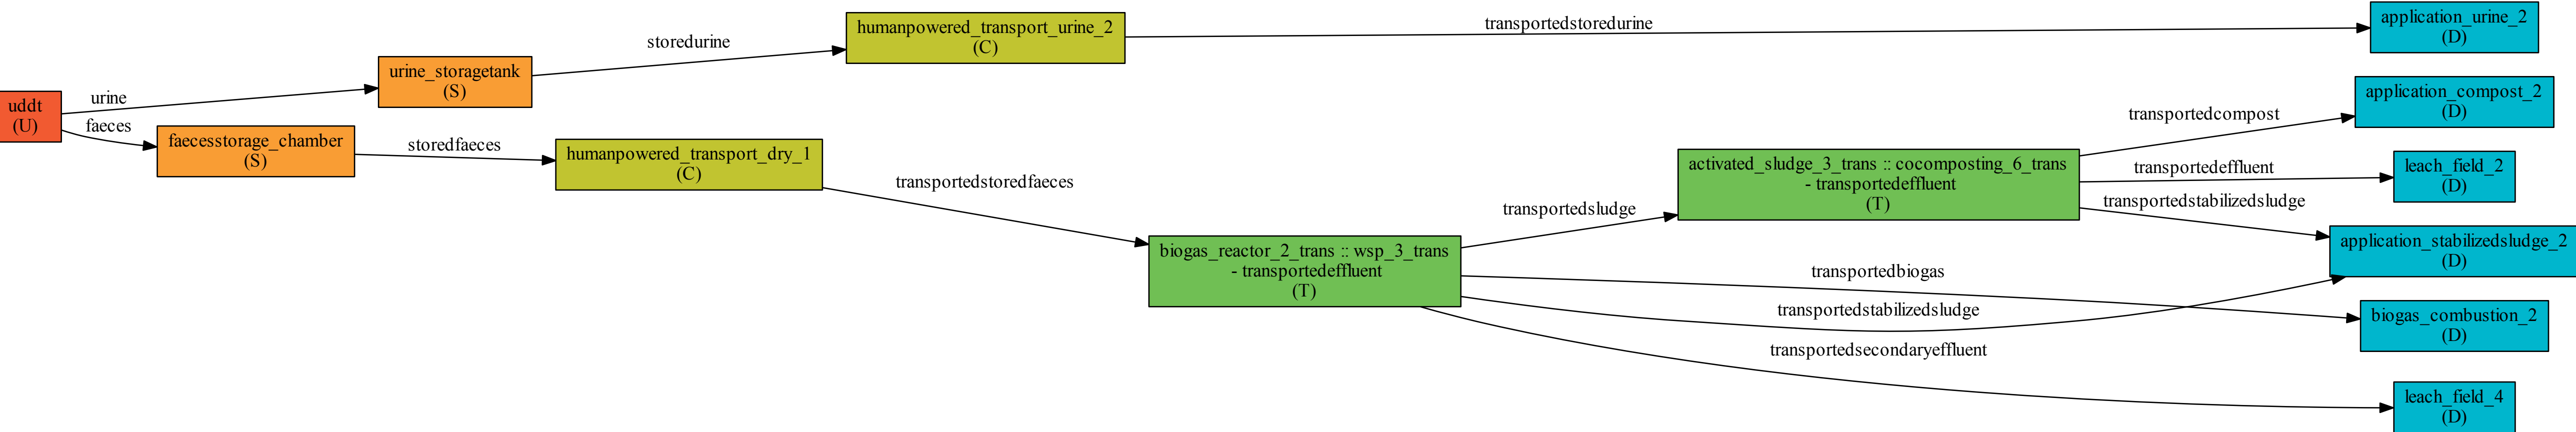 uddt
(U)
urine
faeces
urine_storagetank
(S)
faecesstorage_chamber
(S)
storedurine
storedfaeces
humanpowered_transport_urine_2
(C)
humanpowered_transport_dry_1
(C)
transportedstoredurine
transportedstoredfaeces
biogas_reactor_2_trans :: wsp_3_trans
- transportedeffluent
(T)
transportedsludge
transportedbiogas
transportedstabilizedsludge
transportedsecondaryeffluent
activated_sludge_3_trans :: cocomposting_6_trans
- transportedeffluent
(T)
transportedcompost
transportedeffluent
transportedstabilizedsludge
application_urine_2
(D)
application_compost_2
(D)
leach_field_2
(D)
application_stabilizedsludge_2
(D)
biogas_combustion_2
(D)
leach_field_4
(D)